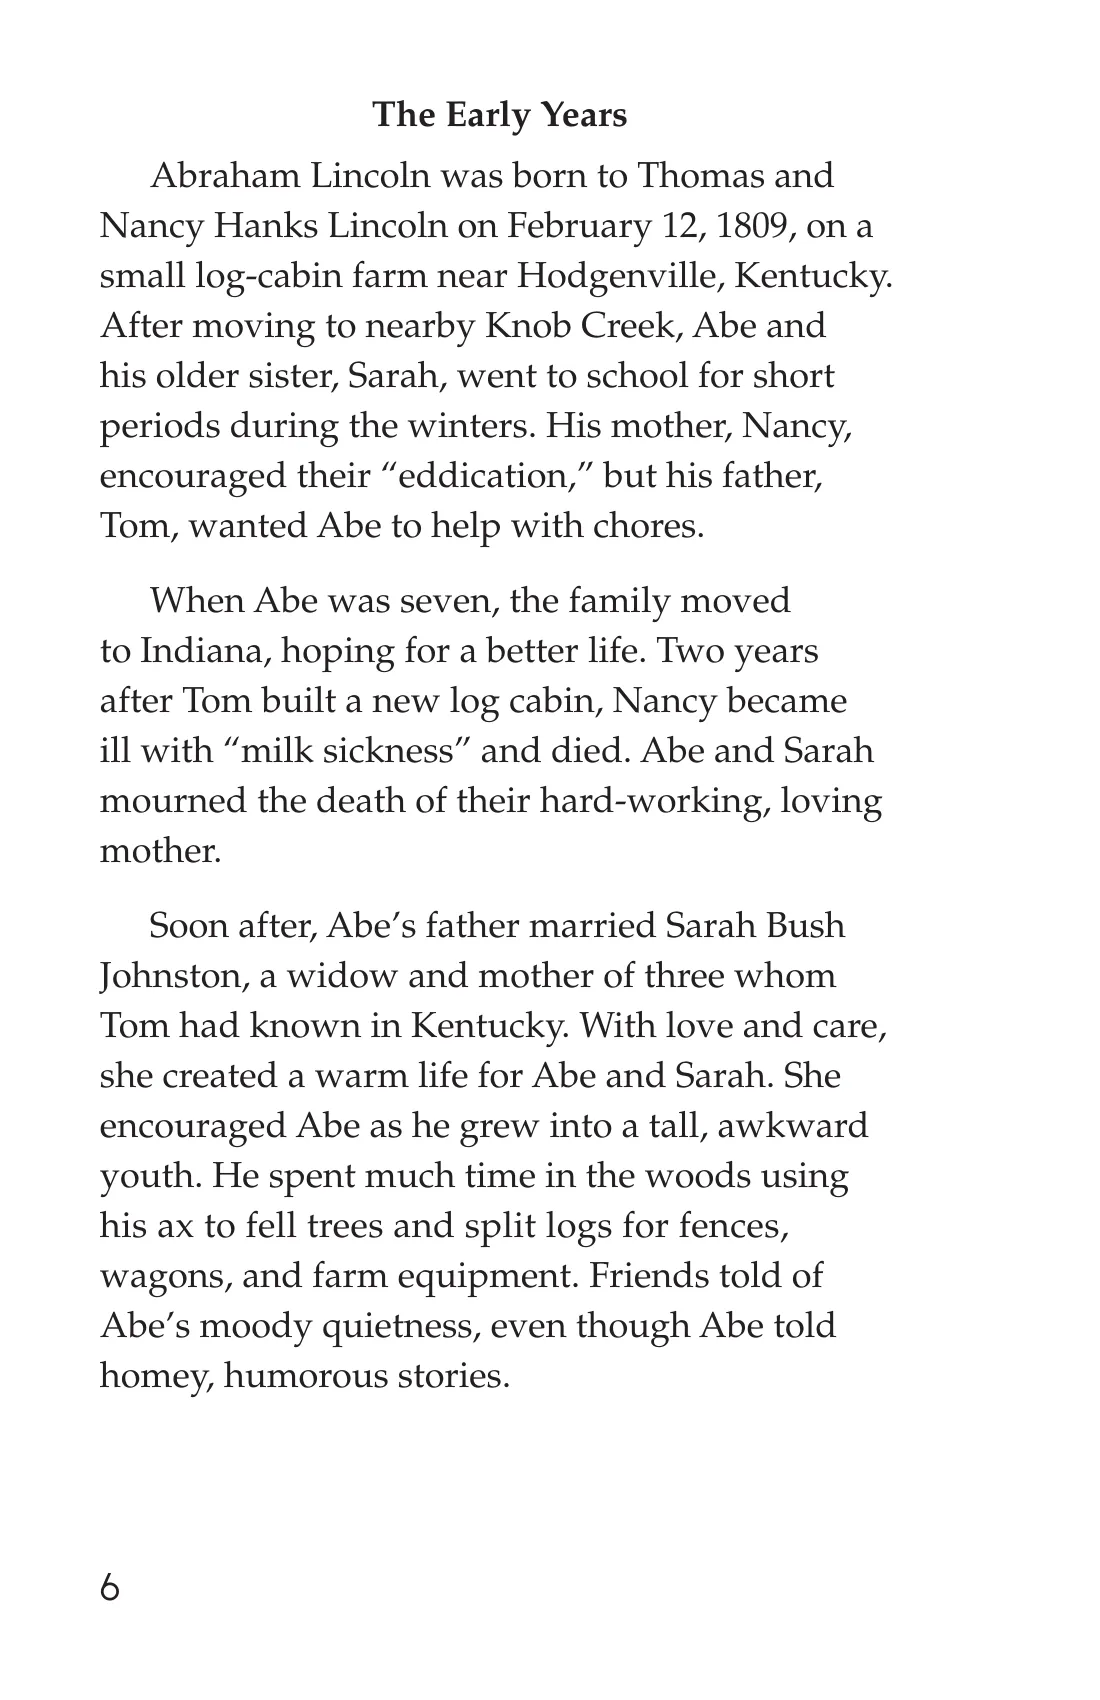 The Early Years
Abraham Lincoln was born to Thomas and
Nancy Hanks Lincoln on February 12, 1809, on a
small log-cabin farm near Hodgenville, Kentucky.
After moving to nearby Knob Creek, Abe and
his older sister, Sarah, went to school for short
periods during the winters. His mother, Nancy,
encouraged their “eddication,” but his father,
Tom, wanted Abe to help with chores.
When Abe was seven, the family moved
to Indiana, hoping for a better life. Two years
after Tom built a new log cabin, Nancy became
ill with “milk sickness” and died. Abe and Sarah
mourned the death of their hard-working, loving
mother.
Soon after, Abe’s father married Sarah Bush
Johnston, a widow and mother of three whom
Tom had known in Kentucky. With love and care,
she created a warm life for Abe and Sarah. She
encouraged Abe as he grew into a tall, awkward
youth. He spent much time in the woods using
his ax to fell trees and split logs for fences,
wagons, and farm equipment. Friends told of
Abe’s moody quietness, even though Abe told
homey, humorous stories.
6